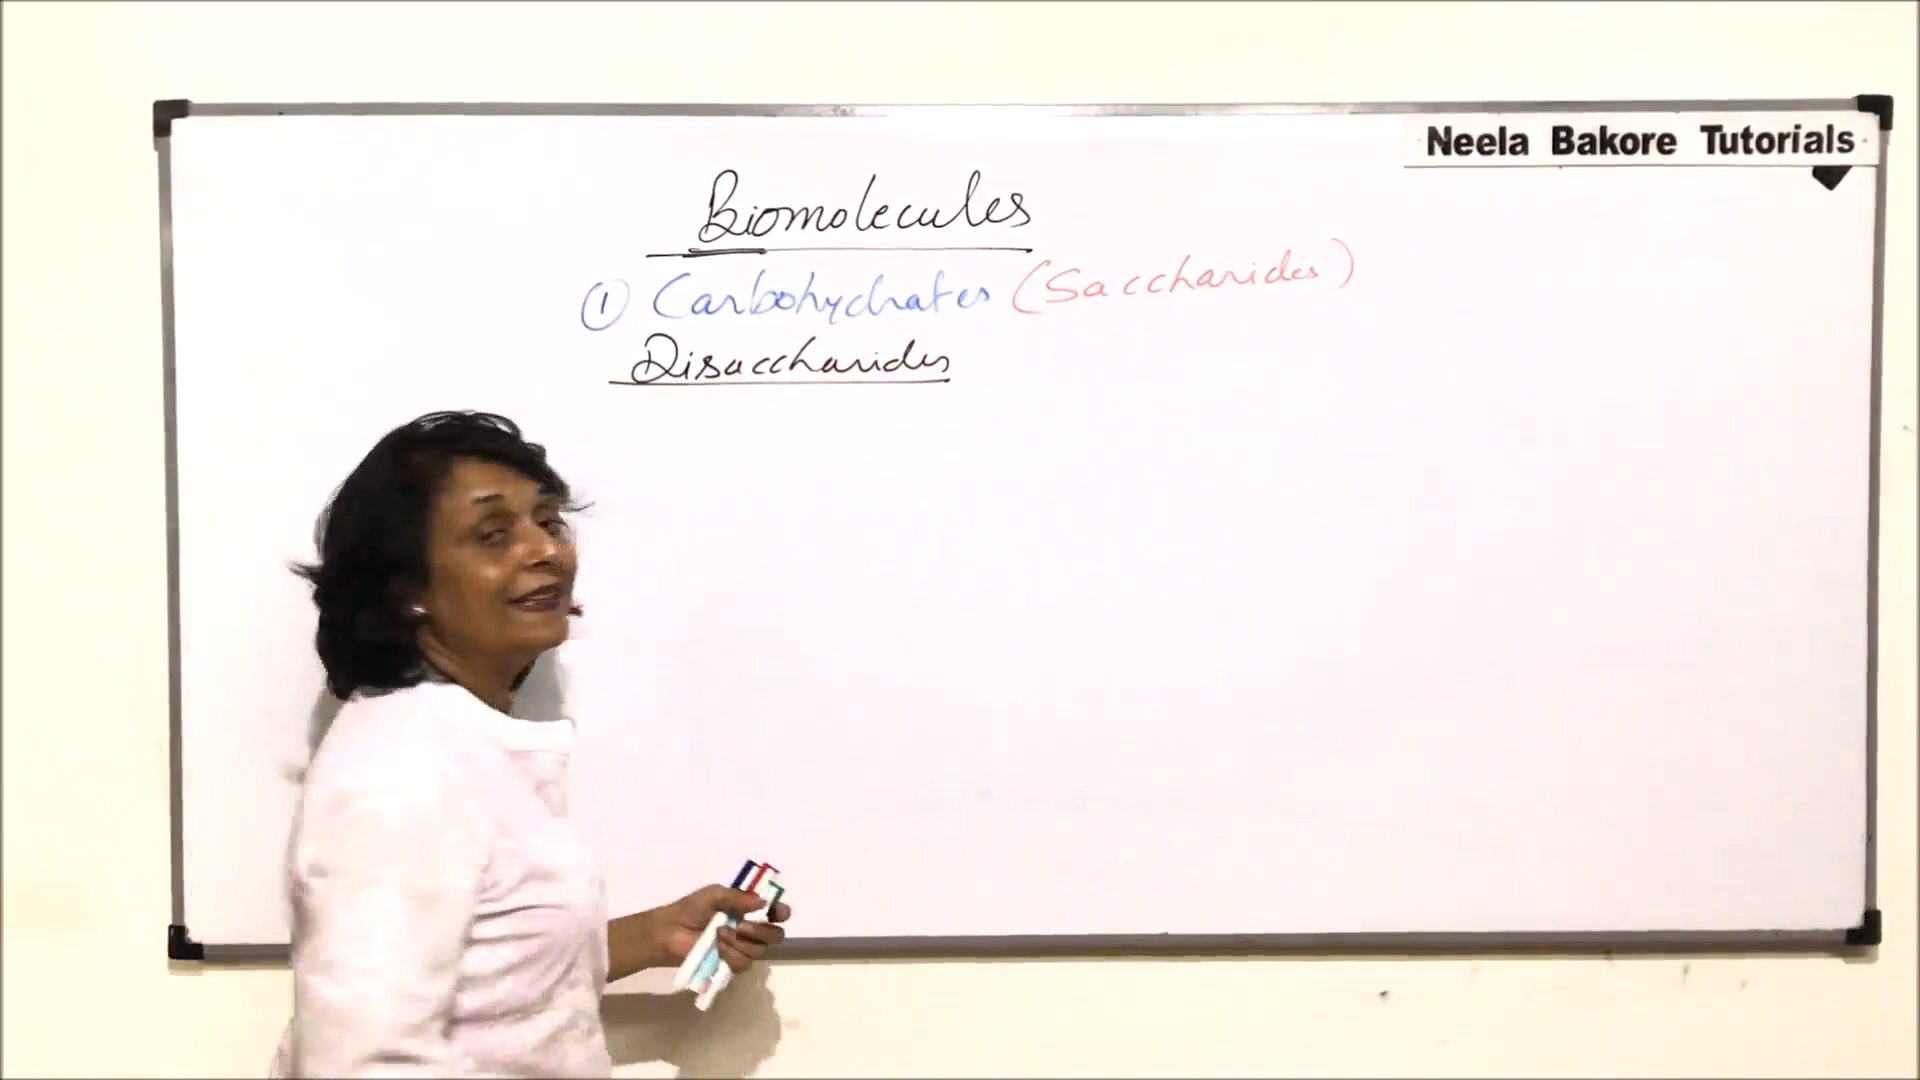 Neela Bakore Tutorials
Biomolecules
① Carbohydrates (Saccharides)
Disaccharides